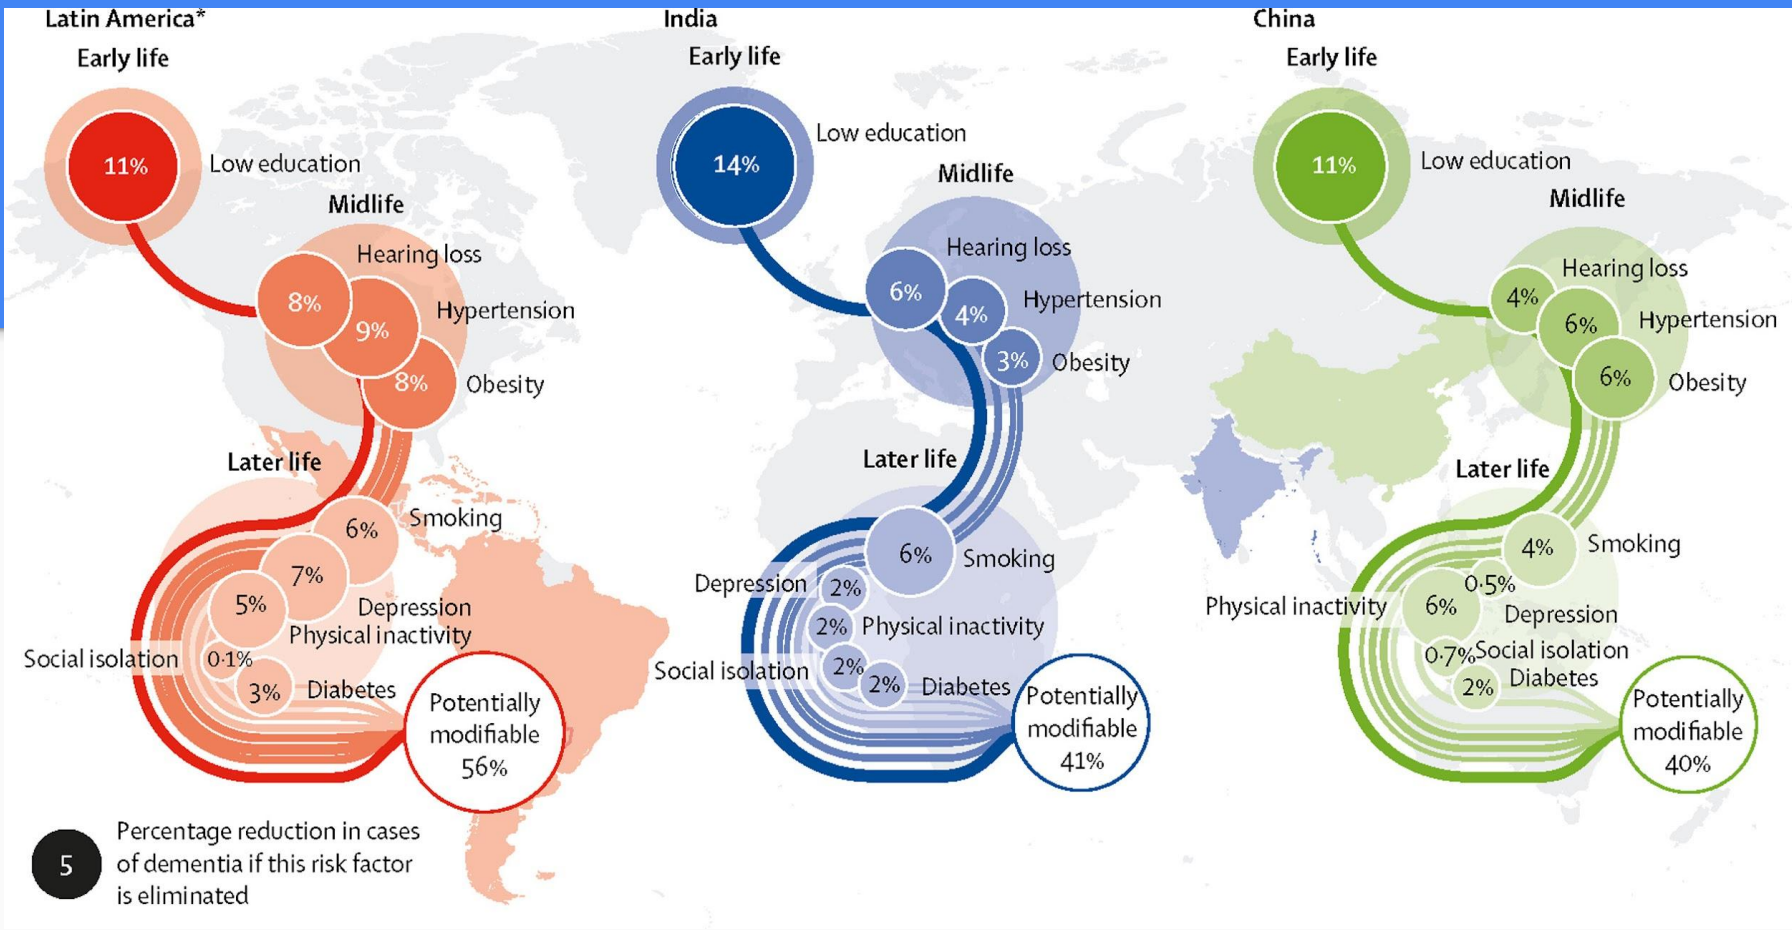 Latin America*
Early life
11%
Low education
Midlife
Hearing loss
8%
Hypertension
9%
8%
Obesity
Later life
Smoking
6%
7%
Depression
5%
Physical inactivity
Social isolation
0·1%
3%
Diabetes
Potentially
modifiable
56%
India
Early life
14%
Low education
Midlife
Hearing loss
6%
Hypertension
4%
3%
Obesity
Later life
6%
Smoking
Depression
2%
2%
Physical inactivity
Social isolation
2%
2%
Diabetes
Potentially
modifiable
41%
China
Early life
11%
Low education
Midlife
Hearing loss
4%
Hypertension
6%
6%
Obesity
Later life
4%
Smoking
0·5%
Physical inactivity
6%
Depression
0·7%
Social isolation
2%
Diabetes
Potentially
modifiable
40%
5
Percentage reduction in cases
of dementia if this risk factor
is eliminated